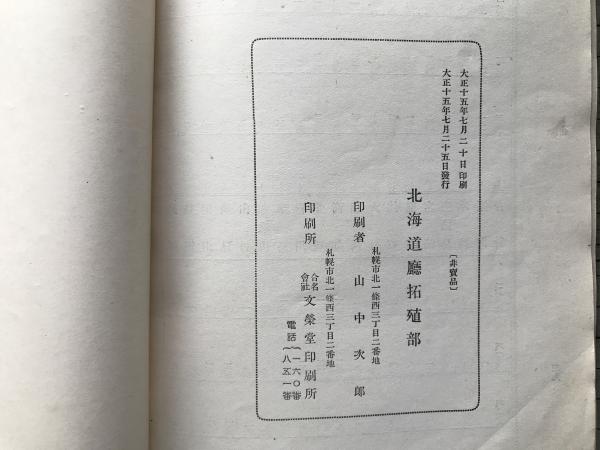 大正十五年七月二十日印刷
大正十五年七月二十五日發行
〔非賣品〕
北海道廳拓殖部
札幌市北一條西三丁目二番地
印刷者 山中次郎
札幌市北一條西三丁目二番地
印刷所 合名會社 文榮堂印刷所
電話(一六〇番
八五一番